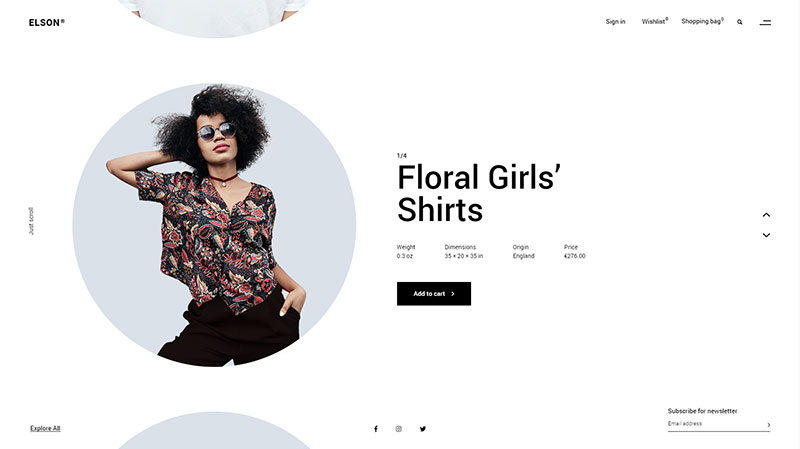 ELSON®
Sign in
Wishlist0
Shopping bag0
1/4
Floral Girls’
Shirts
Just scroll
Weight
Dimensions
Origin
Price
0.3 oz
35 × 20 × 35 in
England
€276.00
Add to cart
Subscribe for newsletter
Email address
Explore All